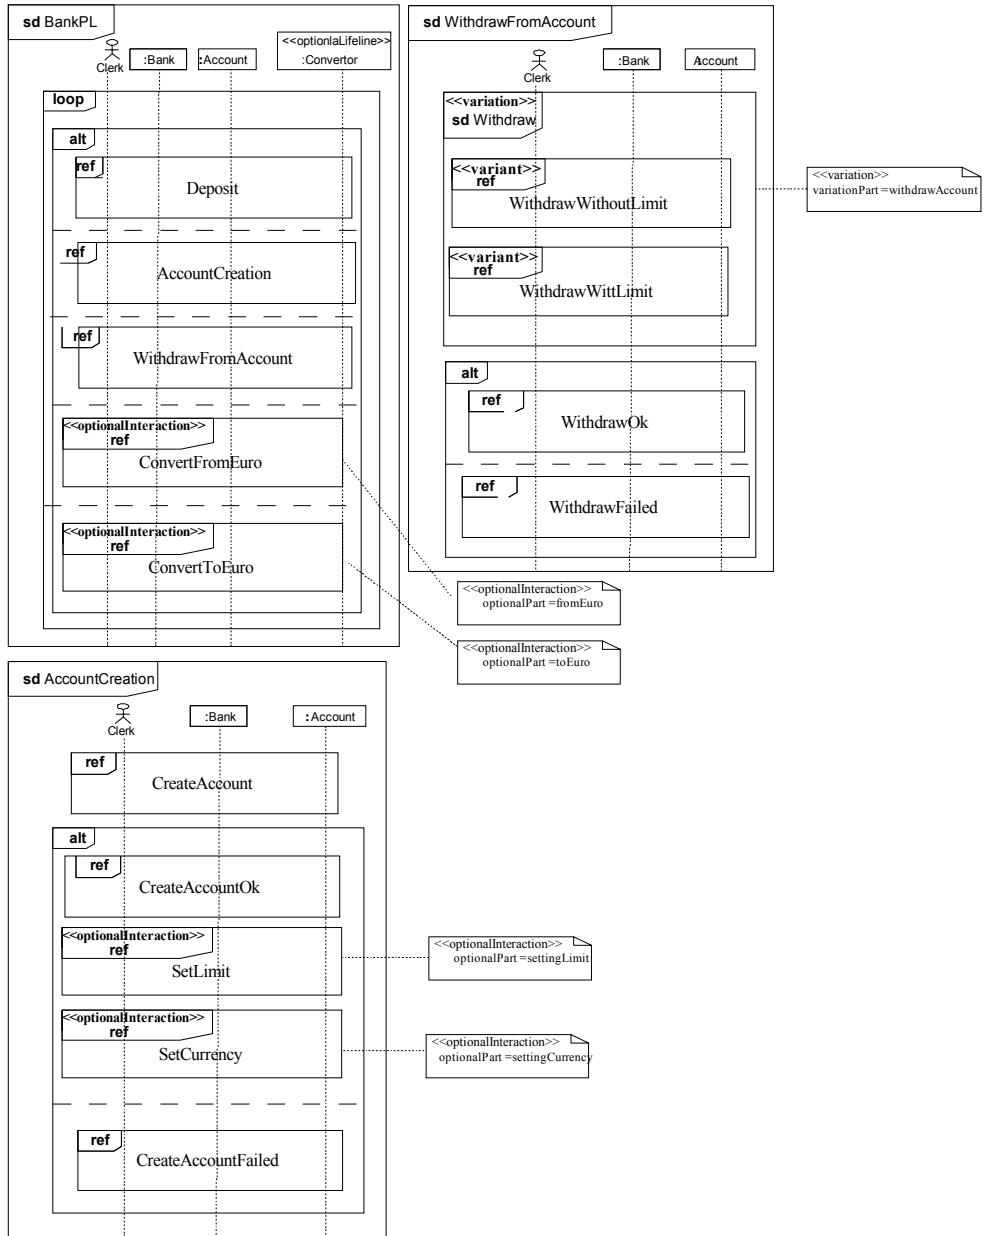 sd BankPL
Clerk
:Bank
:Account
<<optionlaLifeline>>
:Convertor
loop
alt
ref
Deposit
ref
AccountCreation
ref
WithdrawFromAccount
<<optionalInteraction>>
ref
ConvertFromEuro
<<optionalInteraction>>
ref
ConvertToEuro
sd WithdrawFromAccount
Clerk
:Bank
Account
<<variation>>
sd Withdraw
<<variant>>
ref
WithdrawWithoutLimit
<<variant>>
ref
WithdrawWittLimit
alt
ref
WithdrawOk
ref
WithdrawFailed
<<variation>>
variationPart =withdrawAccount
<<optionalInteraction>>
optionalPart =fromEuro
<<optionalInteraction>>
optionalPart =toEuro
sd AccountCreation
Clerk
:Bank
:Account
ref
CreateAccount
alt
ref
CreateAccountOk
<<optionalInteraction>>
ref
SetLimit
<<optionalInteraction>>
ref
SetCurrency
ref
CreateAccountFailed
<<optionalInteraction>>
optionalPart =settingLimit
<<optionalInteraction>>
optionalPart =settingCurrency